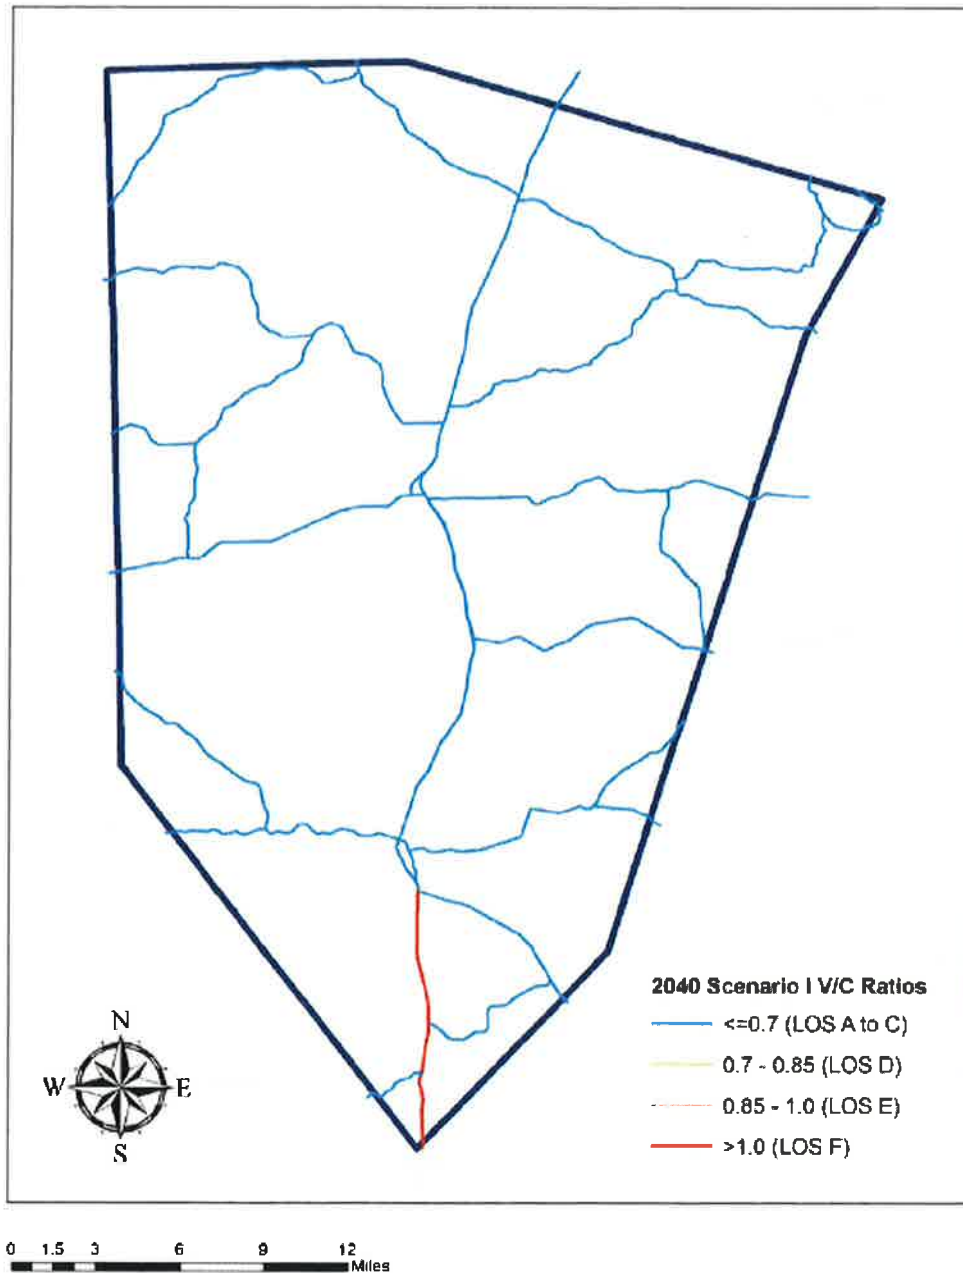 2040 Scenario I V/C Ratios
<=0.7 (LOS A to C)
0.7 - 0.85 (LOS D)
0.85 - 1.0 (LOS E)
>1.0 (LOS F)
N
W E
S
0 1.5 3 6 9 12
Miles